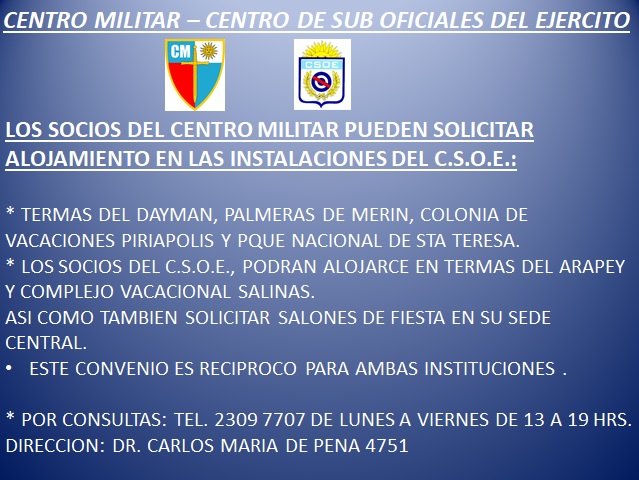 CENTRO MILITAR – CENTRO DE SUB OFICIALES DEL EJERCITO
CM
CSOE
LOS SOCIOS DEL CENTRO MILITAR PUEDEN SOLICITAR
ALOJAMIENTO EN LAS INSTALACIONES DEL C.S.O.E.:
* TERMAS DEL DAYMAN, PALMERAS DE MERIN, COLONIA DE
VACACIONES PIRIAPOLIS Y PQUE NACIONAL DE STA TERESA.
* LOS SOCIOS DEL C.S.O.E., PODRAN ALOJARCE EN TERMAS DEL ARAPEY
Y COMPLEJO VACACIONAL SALINAS.
ASI COMO TAMBIEN SOLICITAR SALONES DE FIESTA EN SU SEDE
CENTRAL.
• ESTE CONVENIO ES RECIPROCO PARA AMBAS INSTITUCIONES .
* POR CONSULTAS: TEL. 2309 7707 DE LUNES A VIERNES DE 13 A 19 HRS.
DIRECCION: DR. CARLOS MARIA DE PENA 4751